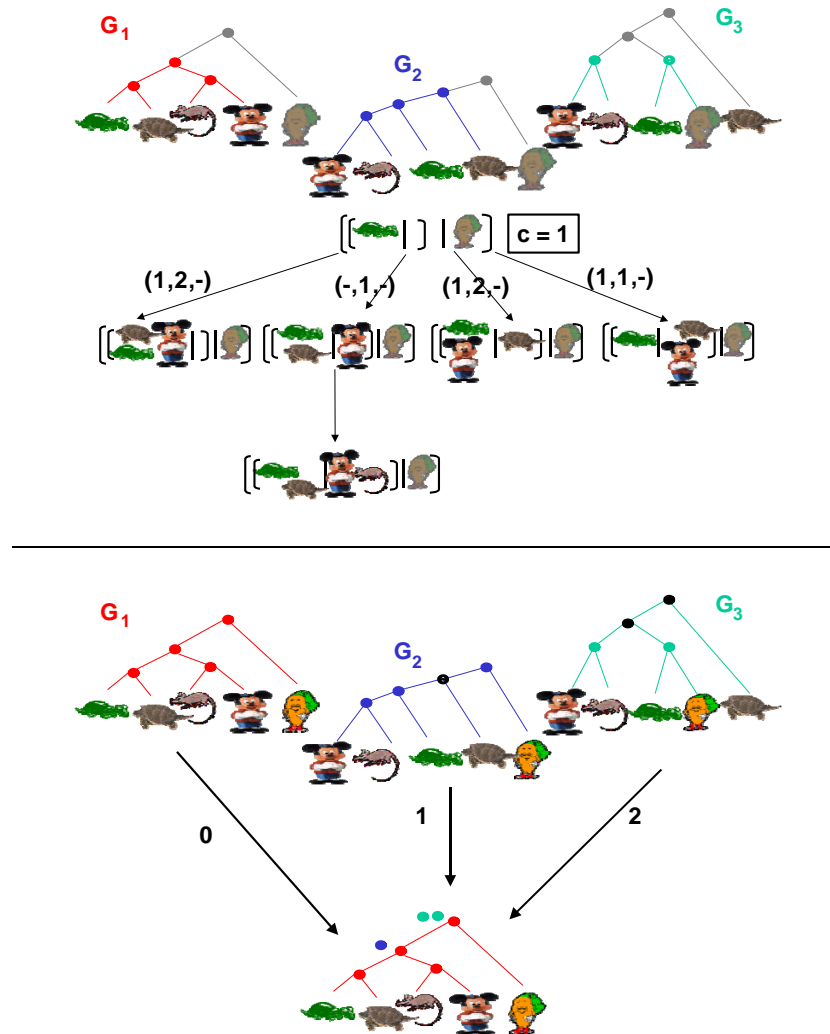 G1
G2
G3
c = 1
(1,2,-)
(-,1,-)
(1,2,-)
(1,1,-)
G1
G2
G3
0
1
2